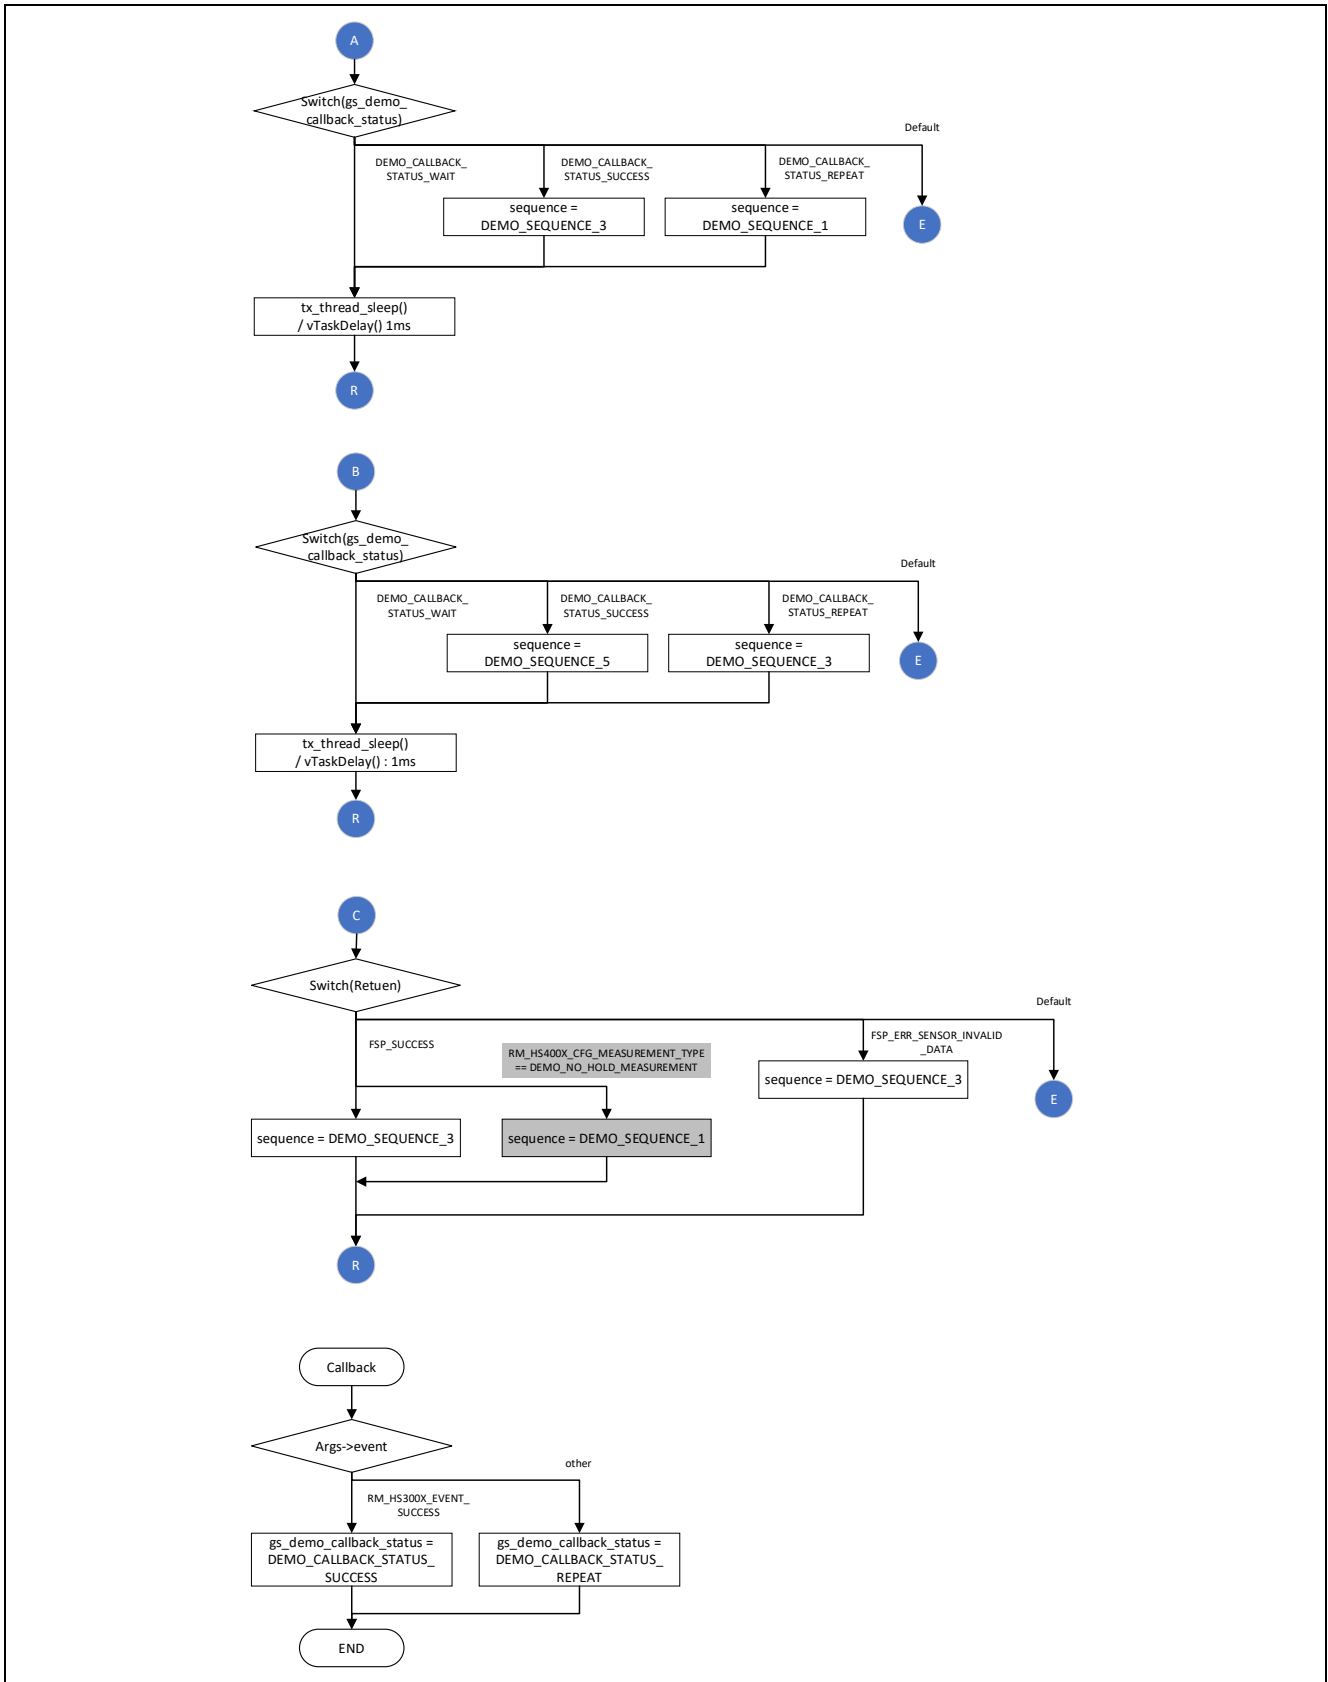 A
Switch(gs_demo_
callback_status)
Default
DEMO_CALLBACK_
STATUS_WAIT
DEMO_CALLBACK_
STATUS_SUCCESS
DEMO_CALLBACK_
STATUS_REPEAT
sequence =
DEMO_SEQUENCE_3
sequence =
DEMO_SEQUENCE_1
E
tx_thread_sleep()
/ vTaskDelay() 1ms
R
B
Switch(gs_demo_
callback_status)
Default
DEMO_CALLBACK_
STATUS_WAIT
DEMO_CALLBACK_
STATUS_SUCCESS
DEMO_CALLBACK_
STATUS_REPEAT
sequence =
DEMO_SEQUENCE_5
sequence =
DEMO_SEQUENCE_3
E
tx_thread_sleep()
/ vTaskDelay() : 1ms
R
C
Switch(Retuen)
Default
FSP_SUCCESS
RM_HS400X_CFG_MEASUREMENT_TYPE
== DEMO_NO_HOLD_MEASUREMENT
FSP_ERR_SENSOR_INVALID
_DATA
sequence = DEMO_SEQUENCE_3
E
sequence = DEMO_SEQUENCE_3
sequence = DEMO_SEQUENCE_1
R
Callback
Args->event
other
RM_HS300X_EVENT_
SUCCESS
gs_demo_callback_status =
DEMO_CALLBACK_STATUS_
SUCCESS
gs_demo_callback_status =
DEMO_CALLBACK_STATUS_
REPEAT
END